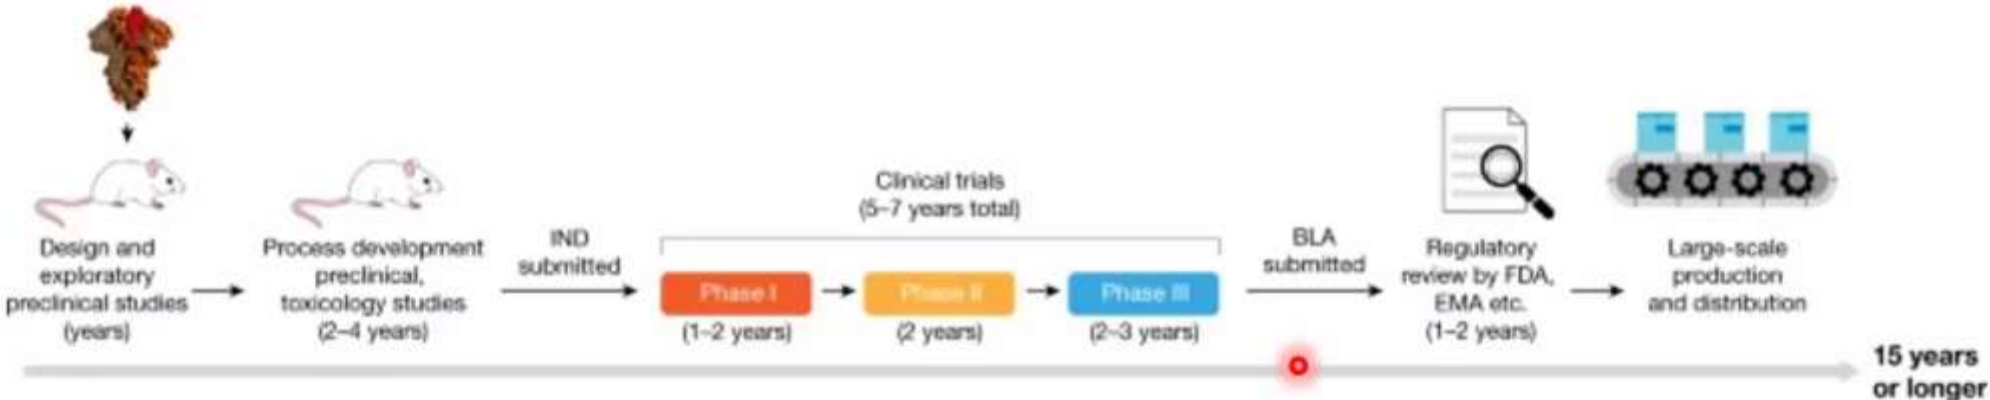 Design and
exploratory
preclinical studies
(years)
Process development
preclinical,
toxicology studies
(2–4 years)
IND
submitted
Clinical trials
(5–7 years total)
Phase I
(1–2 years)
Phase II
(2 years)
Phase III
(2–3 years)
BLA
submitted
Regulatory
review by FDA,
EMA etc.
(1–2 years)
Large-scale
production
and distribution
15 years
or longer